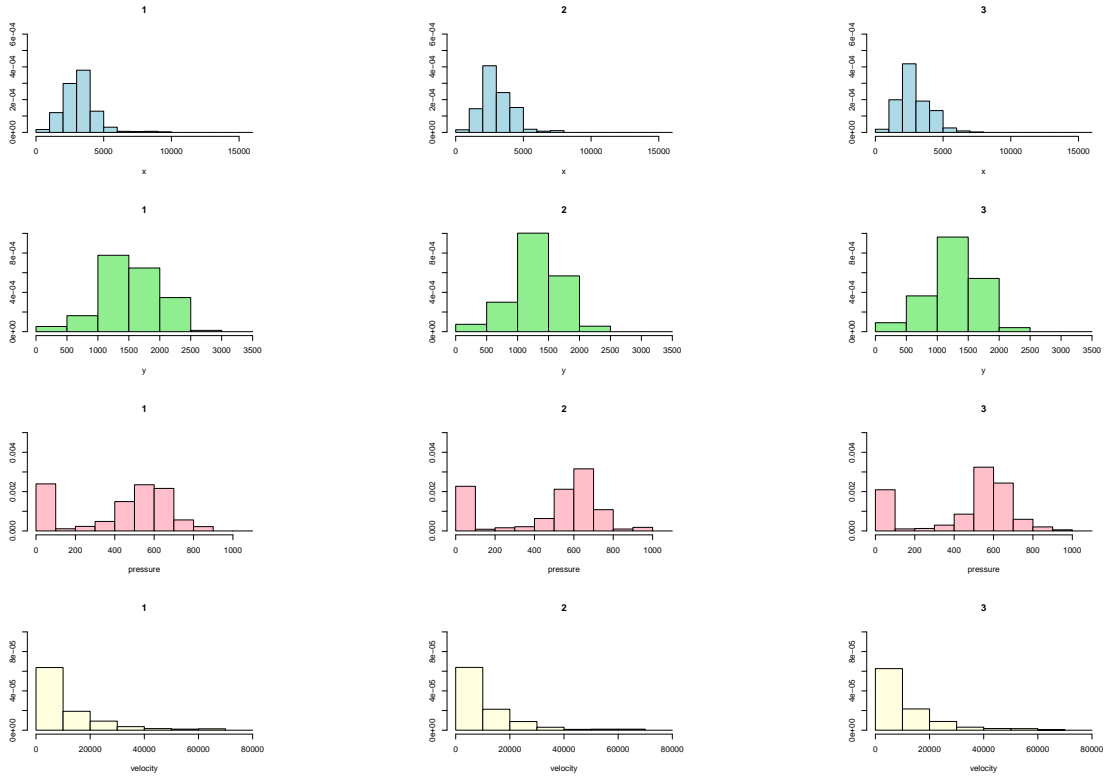 1 2 3
0e+00 2e−04 4e−04 6e−04 0e+00 2e−04 4e−04 6e−04 0e+00 2e−04 4e−04 6e−04
0 5000 10000 15000 0 5000 10000 15000 0 5000 10000 15000
x x x
1 2 3
0e+00 4e−04 8e−04 0e+00 4e−04 8e−04 0e+00 4e−04 8e−04
0 500 1000 1500 2000 2500 3000 3500 0 500 1000 1500 2000 2500 3000 3500 0 500 1000 1500 2000 2500 3000 3500
y y y
1 2 3
0.000 0.002 0.004 0.000 0.002 0.004 0.000 0.002 0.004
0 200 400 600 800 1000 0 200 400 600 800 1000 0 200 400 600 800 1000
pressure pressure pressure
1 2 3
0e+00 4e−05 8e−05 0e+00 4e−05 8e−05 0e+00 4e−05 8e−05
0 20000 40000 60000 80000 0 20000 40000 60000 80000 0 20000 40000 60000 80000
velocity velocity velocity